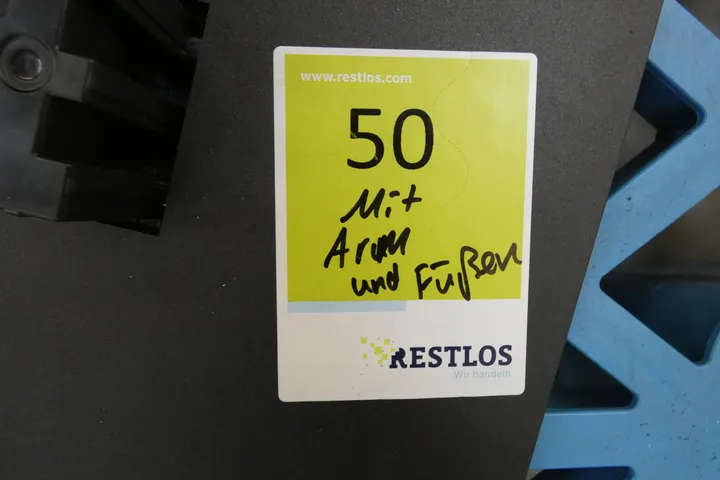 www.restlos.com
50
Mit
Arm
und Füßen
RESTLOS
Wir handeln